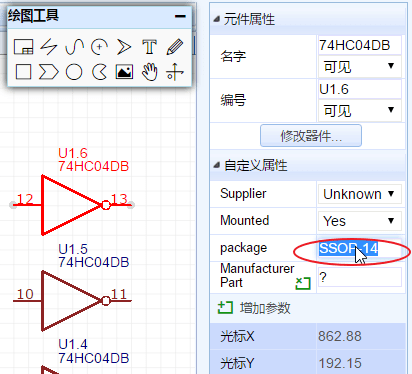 绘图工具
U1.6
74HC04DB
12
13
U1.5
74HC04DB
10
11
U1.4
74HC04DB
元件属性
名字
74HC04DB
可见
编号
U1.6
可见
修改器件...
自定义属性
Supplier
Unknown
Mounted
Yes
package
SSOP-14
Manufacturer
Part
?
增加参数
光标X
862.88
光标Y
192.15